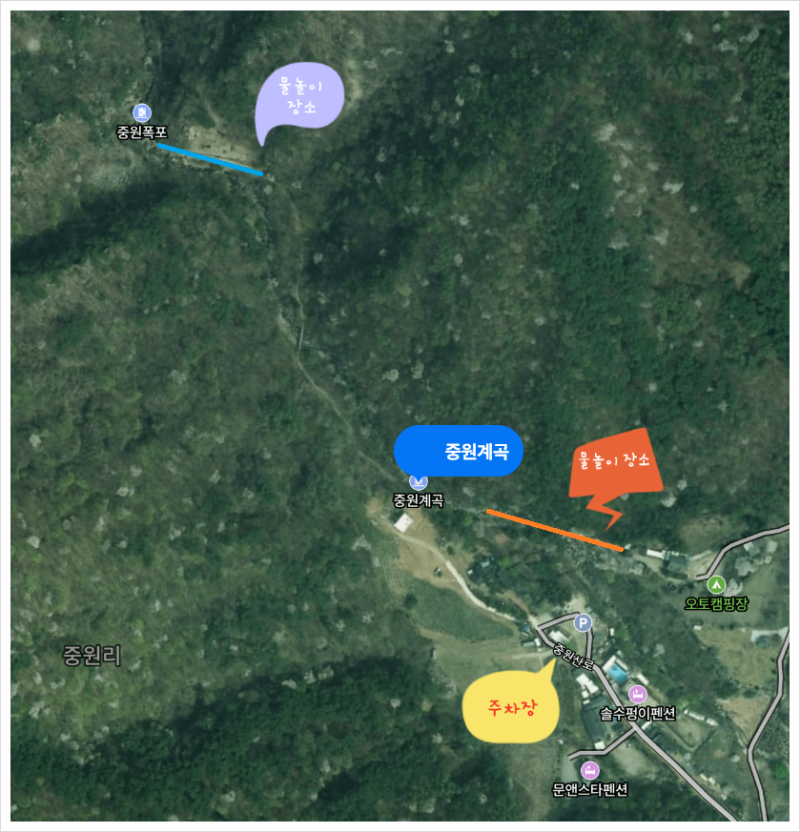 물놀이
장소
중원폭포
중원계곡
중원계곡
물놀이 장소
오토캠핑장
P
중원리
중원산로
주차장
솔수펑이펜션
문앤스타펜션